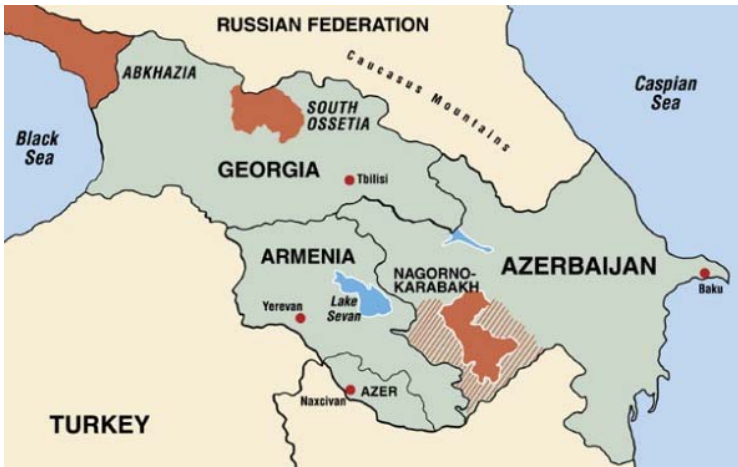 RUSSIAN FEDERATION
Caucasus Mountains
Caspian
Sea
ABKHAZIA
SOUTH
OSSETIA
Black
Sea
GEORGIA
Tbilisi
ARMENIA
NAGORNO-
KARABAKH
AZERBAIJAN
Baku
Yerevan
Lake
Sevan
AZER
Naxcivan
TURKEY